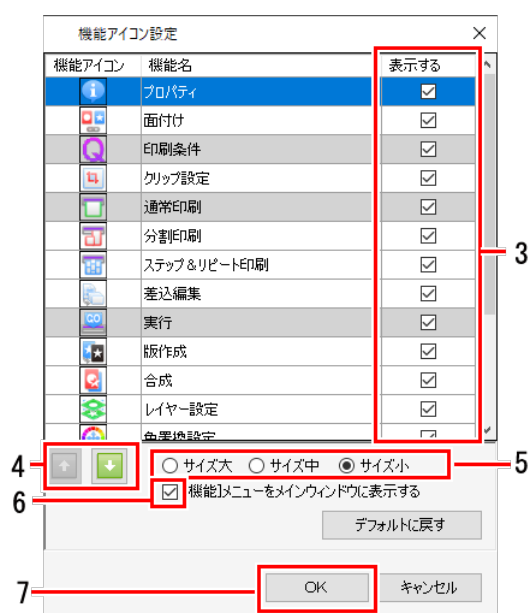 機能アイコン設定
機能アイコン 機能名 表示する
プロパティ
面付け
印刷条件
クリップ設定
通常印刷
分割印刷
ステップ&リピート印刷
差込編集
実行
版作成
合成
レイヤー設定
色置換設定
3
4
サイズ大 サイズ中 サイズ小
5
6
機能]メニューをメインウィンドウに表示する
デフォルトに戻す
7
OK キャンセル